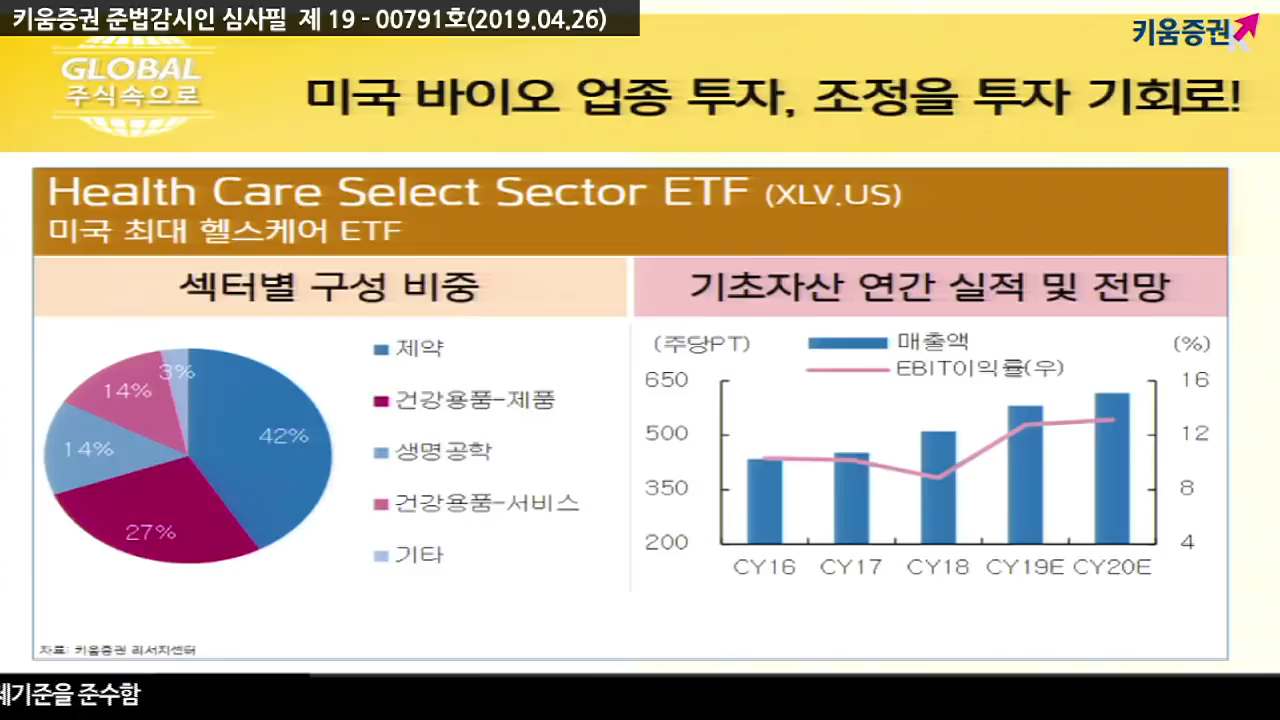 키움증권 준법감시인 심사필 제 19 - 00791호(2019.04.26)
키움증권
GLOBAL
주식속으로
미국 바이오 업종 투자, 조정을 투자 기회로!
Health Care Select Sector ETF (XLV.US)
미국 최대 헬스케어 ETF
섹터별 구성 비중
제약
건강용품-제품
생명공학
건강용품-서비스
기타
3%
14%
42%
14%
27%
기초자산 연간 실적 및 전망
(주당PT)
매출액
(%)
EBIT이익률(우)
650
16
500
12
350
8
200
4
CY16 CY17 CY18 CY19E CY20E
자료: 키움증권 리서치센터
제기준을 준수함